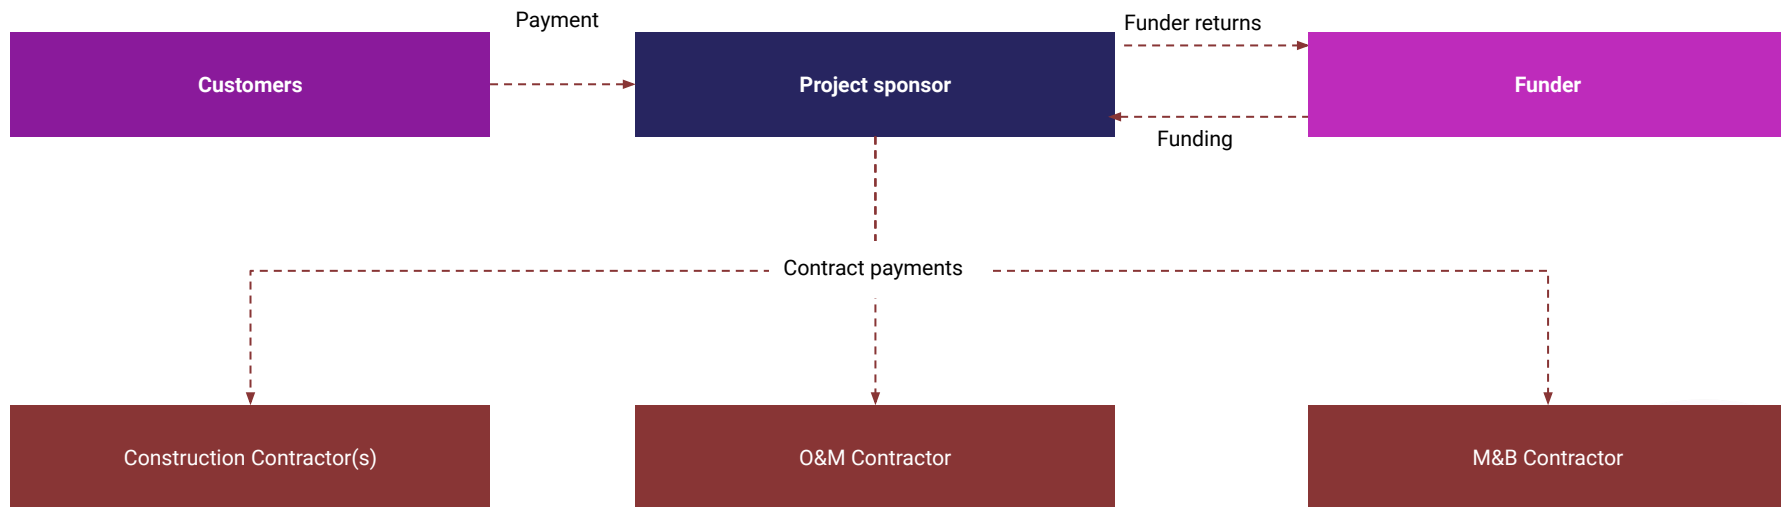 Payment
Funder returns
Customers
Project sponsor
Funder
Funding
Contract payments
Construction Contractor(s)
O&M Contractor
M&B Contractor